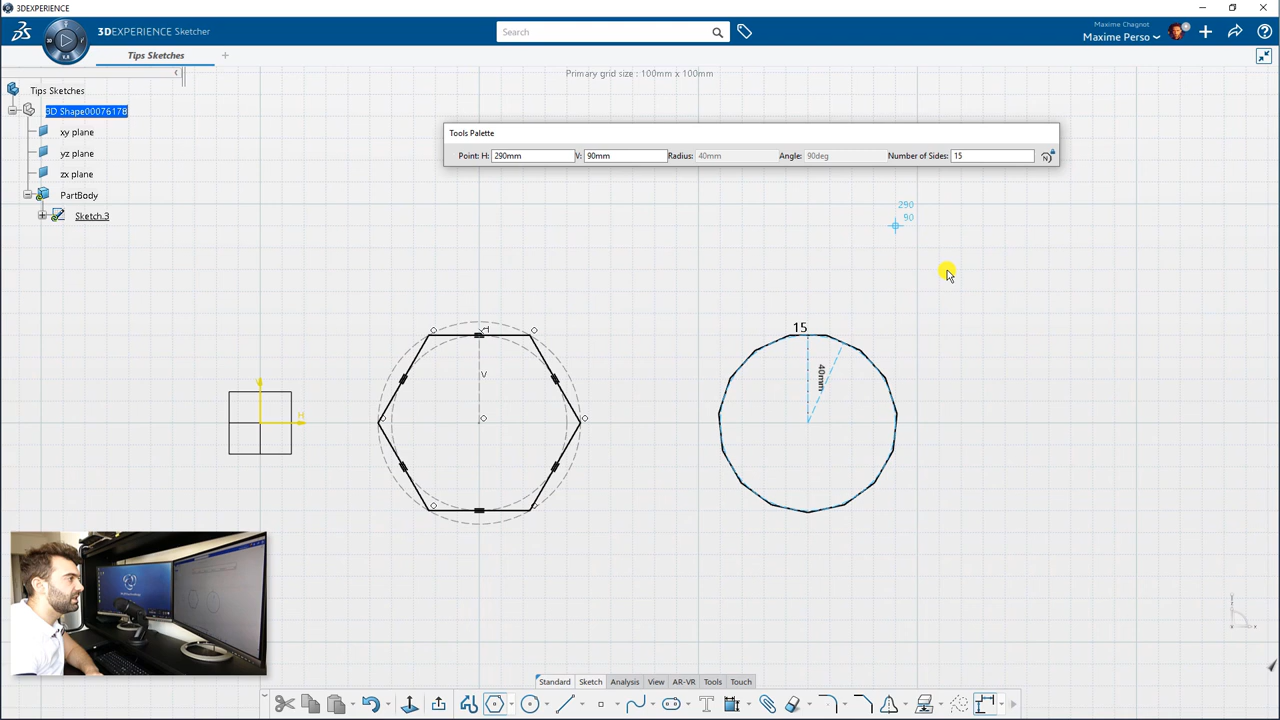 3DEXPERIENCE
3DEXPERIENCE Sketcher
Search
Maxime Chagnot
Maxime Perso
Tips Sketches
Primary grid size : 100mm x 100mm
Tips Sketches
3D Shape00076178
xy plane
yz plane
zx plane
PartBody
Sketch.3
Tools Palette
Point: H: 290mm V: 90mm Radius: 40mm Angle: 90deg Number of Sides: 15
290
90
15
H
40mm
V
H
Standard Sketch Analysis View AR-VR Tools Touch